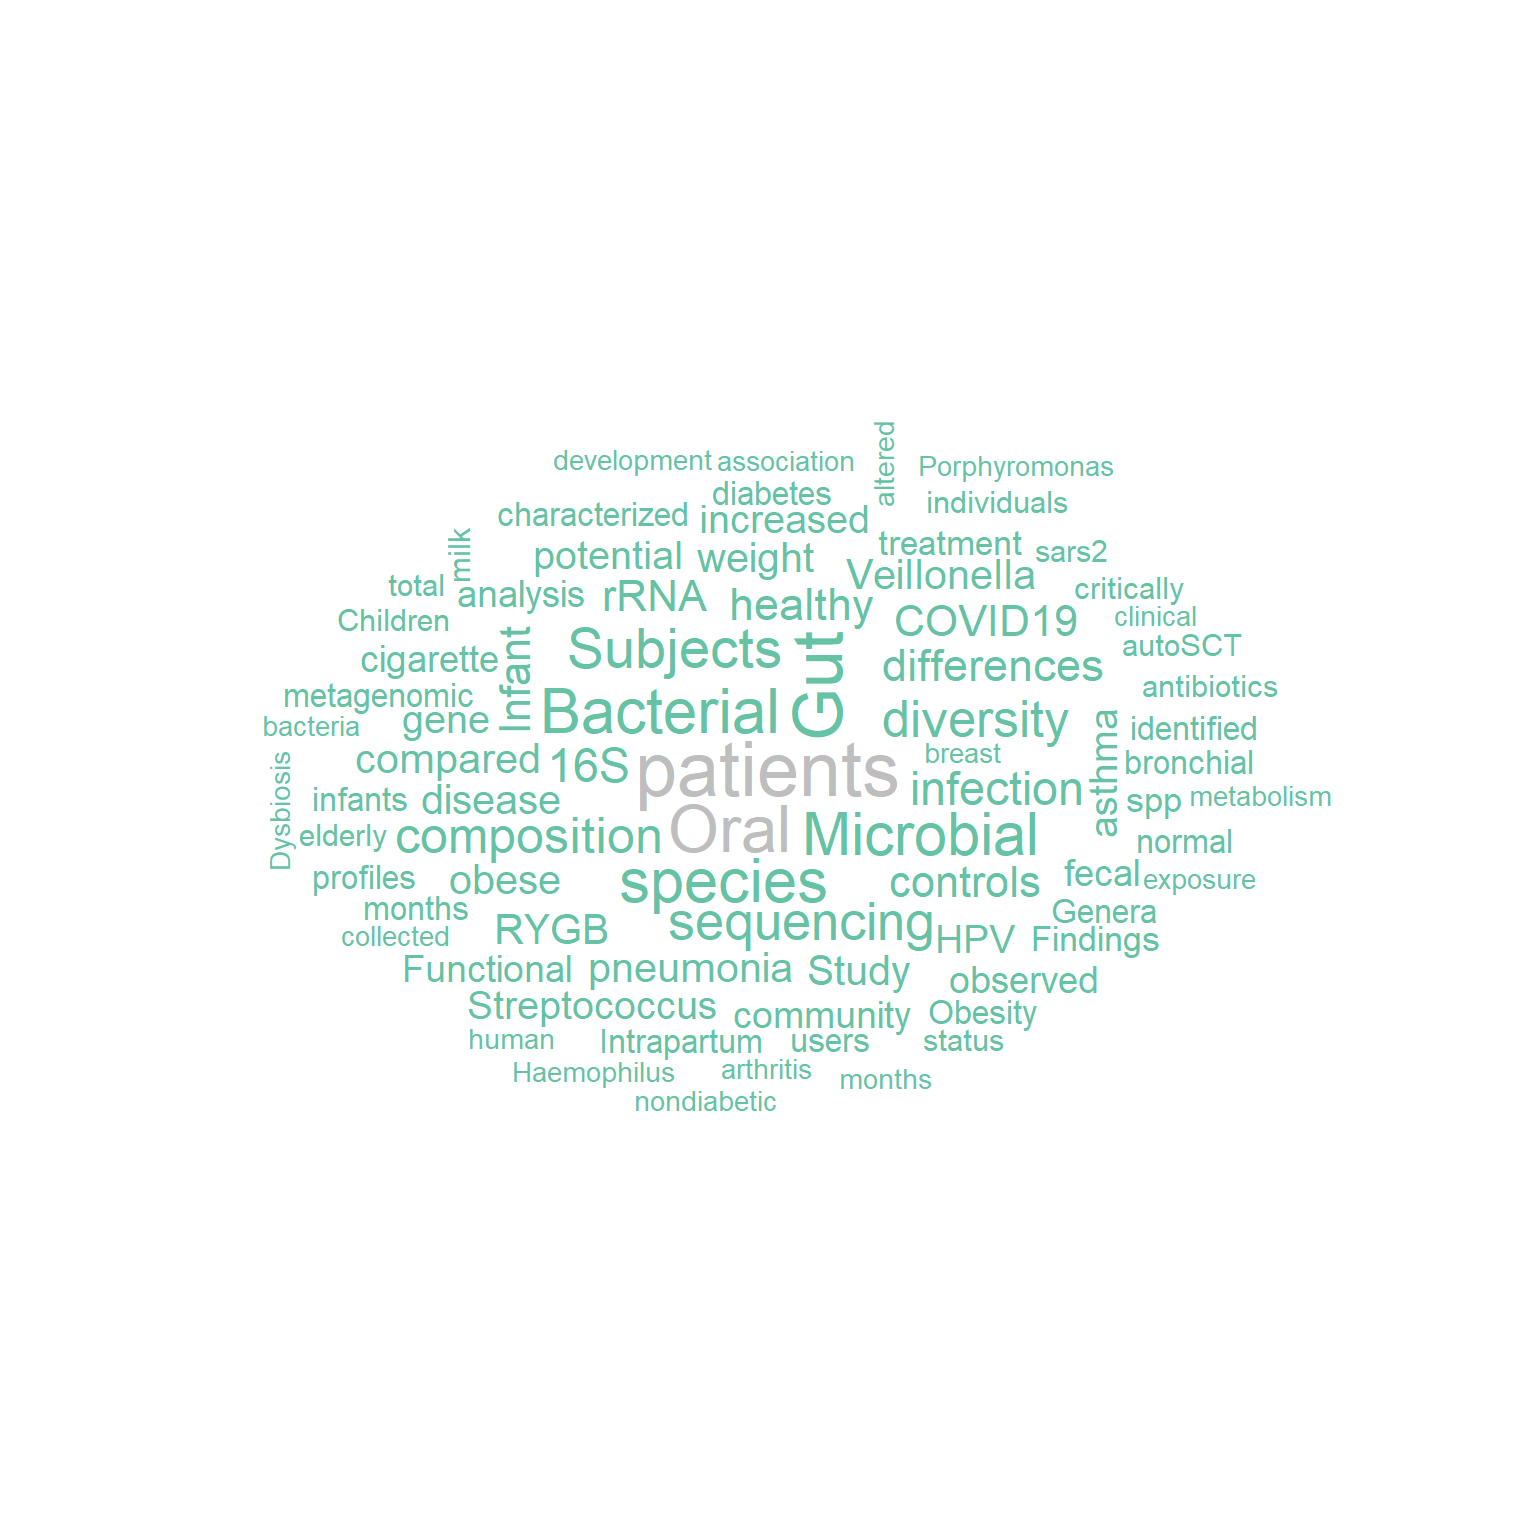 altered
development
association
Porphyromonas
diabetes
individuals
characterized
increased
milk
potential
weight
treatment
sars2
total
analysis
rRNA
healthy
Veillonella
critically
Children
Infant
Subjects
Gut
COVID19
clinical
cigarette
differences
autoSCT
metagenomic
antibiotics
bacteria
gene
Bacterial
diversity
identified
compared
16S
patients
breast
asthma
bronchial
Dysbiosis
infants
disease
infection
spp
metabolism
elderly
composition
Oral
Microbial
normal
profiles
obese
species
controls
fecal
exposure
months
Genera
collected
RYGB
sequencing
HPV
Findings
Functional
pneumonia
Study
observed
Streptococcus
community
Obesity
human
Intrapartum
users
status
Haemophilus
arthritis
months
nondiabetic